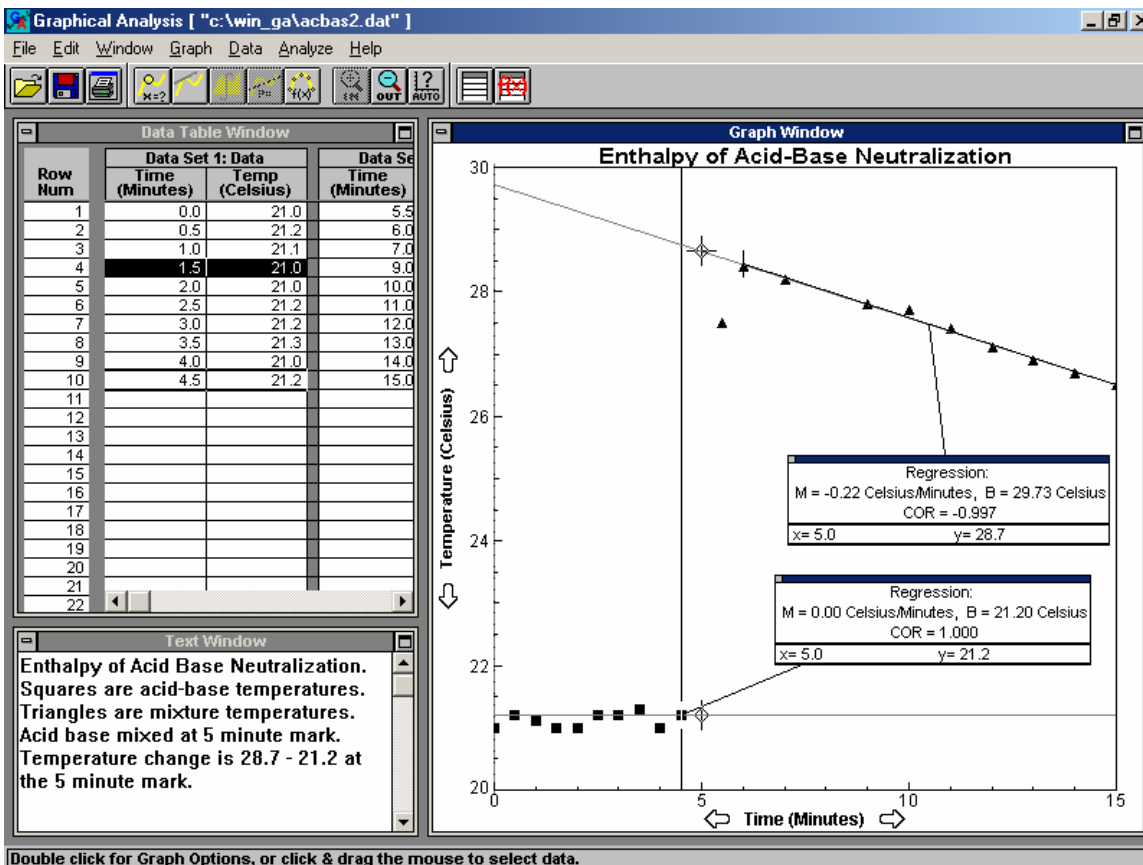 Graphical Analysis [ "c:\win_ga\acbas2.dat" ]
File Edit Window Graph Data Analyze Help
x=? f(x) OUT ? AUTO f(x)
Data Table Window
Data Set 1: Data Data Se
Row Num Time (Minutes) Temp (Celsius) Time (Minutes)
1 0.0 21.0 5.5
2 0.5 21.2 6.0
3 1.0 21.1 7.0
4 1.5 21.0 9.0
5 2.0 21.0 10.0
6 2.5 21.2 11.0
7 3.0 21.2 12.0
8 3.5 21.3 13.0
9 4.0 21.0 14.0
10 4.5 21.2 15.0
11
12
13
14
15
16
17
18
19
20
21
22
Text Window
Enthalpy of Acid Base Neutralization.
Squares are acid-base temperatures.
Triangles are mixture temperatures.
Acid base mixed at 5 minute mark.
Temperature change is 28.7 - 21.2 at
the 5 minute mark.
Graph Window
Enthalpy of Acid-Base Neutralization
30
28
26
24
22
20
Temperature (Celsius)
Regression:
M = -0.22 Celsius/Minutes, B = 29.73 Celsius
COR = -0.997
x= 5.0 y= 28.7
Regression:
M = 0.00 Celsius/Minutes, B = 21.20 Celsius
COR = 1.000
x= 5.0 y= 21.2
0 5 10 15
Time (Minutes)
Double click for Graph Options, or click & drag the mouse to select data.